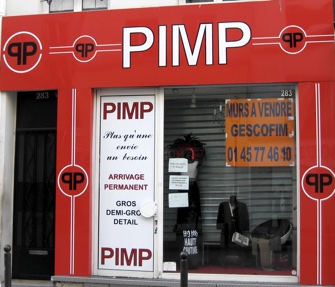 PIMP
283
283
PIMP
Plus qu'une
envie
un besoin
ARRIVAGE
PERMANENT
GROS
DEMI-GROS
DETAIL
PIMP
MURS A VENDRE
GESCOFIM
01 45 77 46 10
HAUTE